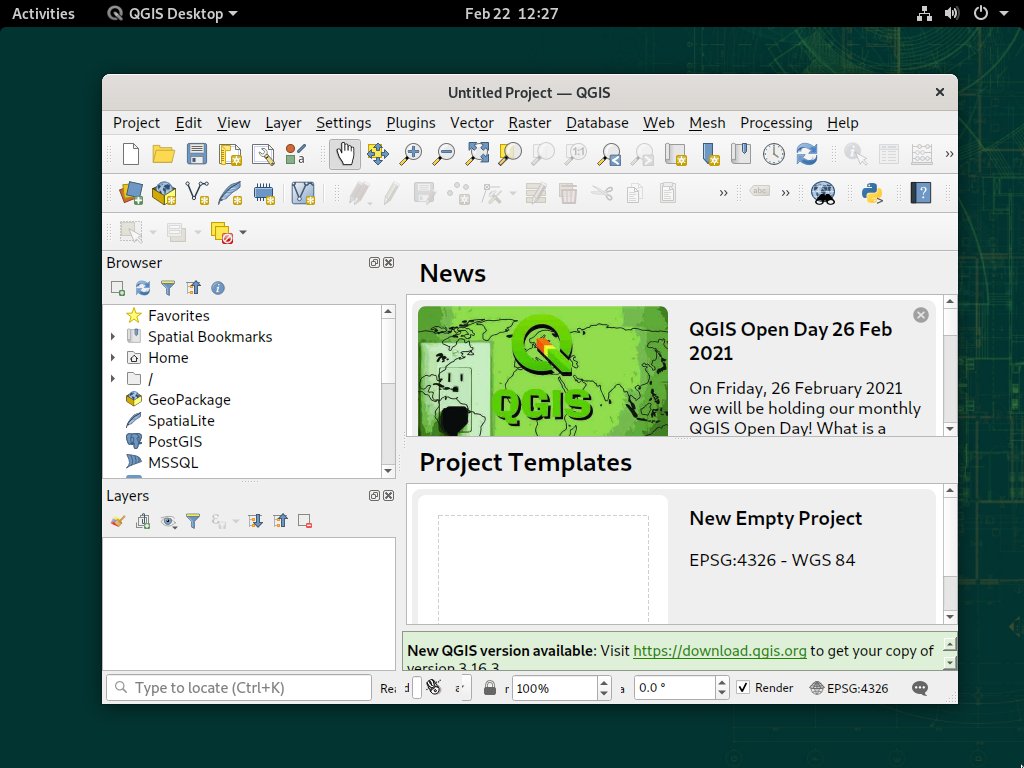 Activities QGIS Desktop Feb 22 12:27
Untitled Project — QGIS
Project Edit View Layer Settings Plugins Vector Raster Database Web Mesh Processing Help
abc
Browser
Favorites
Spatial Bookmarks
Home
/
GeoPackage
SpatiaLite
PostGIS
MSSQL
Layers
News
QGIS
QGIS Open Day 26 Feb
2021
On Friday, 26 February 2021
we will be holding our monthly
QGIS Open Day! What is a
Project Templates
New Empty Project
EPSG:4326 - WGS 84
New QGIS version available: Visit https://download.qgis.org to get your copy of
version 3.16.3
Type to locate (Ctrl+K) 100% 0.0 ° Render EPSG:4326